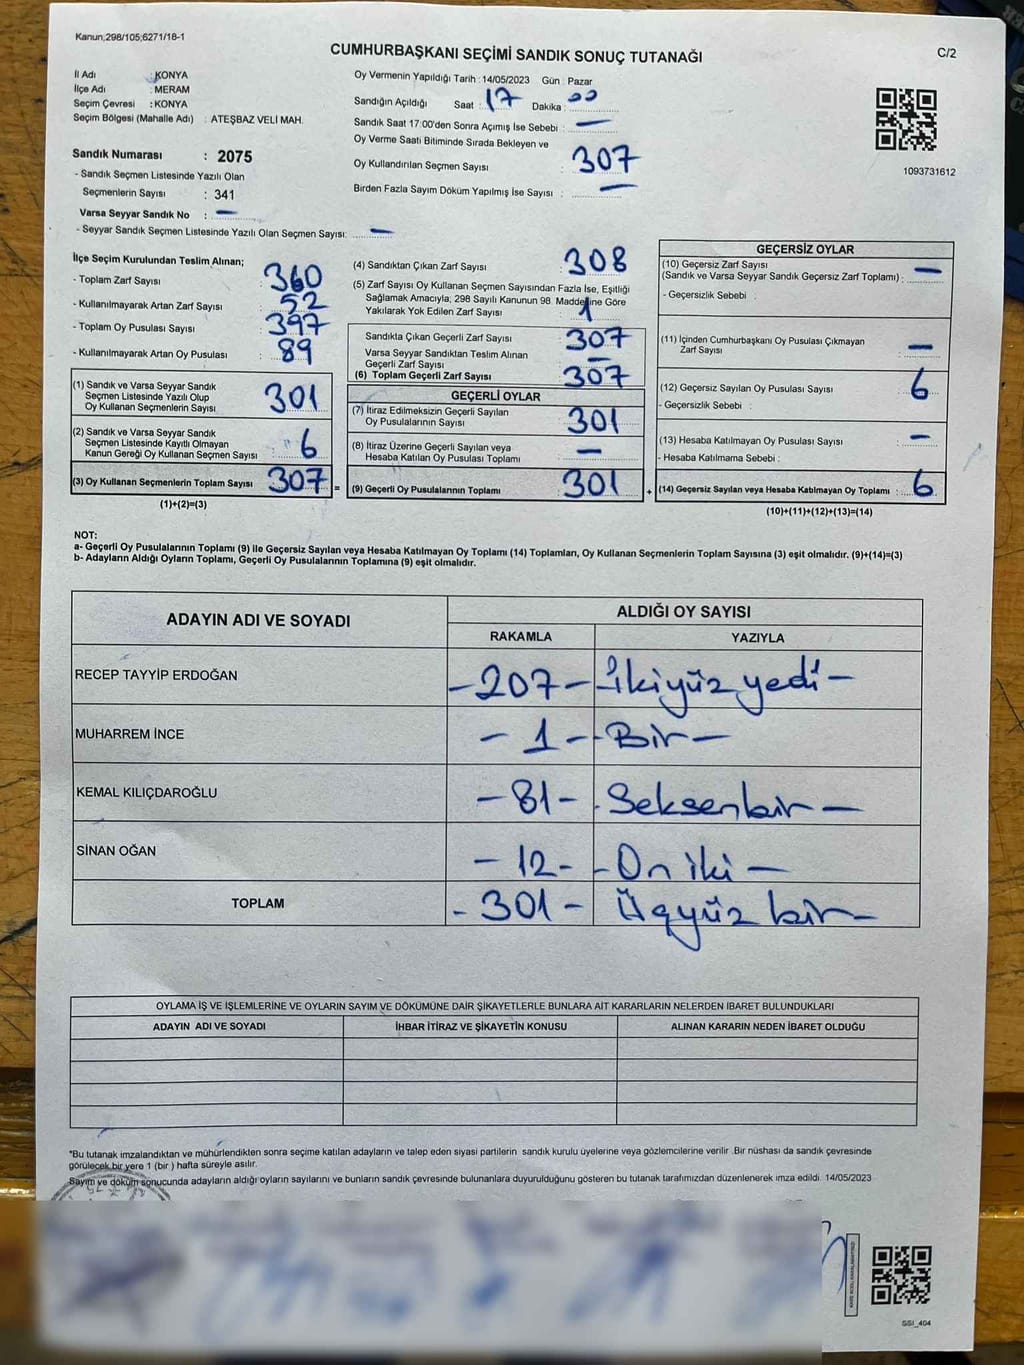 Kanun;298/105;6271/18-1
CUMHURBAŞKANI SEÇİMİ SANDIK SONUÇ TUTANAĞI
C/2
İl Adı : KONYA
İlçe Adı : MERAM
Seçim Çevresi : KONYA
Seçim Bölgesi (Mahalle Adı) : ATEŞBAZ VELİ MAH.
Sandık Numarası : 2075
- Sandık Seçmen Listesinde Yazılı Olan
Seçmenlerin Sayısı : 341
Varsa Seyyar Sandık No : —
- Seyyar Sandık Seçmen Listesinde Yazılı Olan Seçmen Sayısı: —
Oy Vermenin Yapıldığı Tarih : 14/05/2023 Gün : Pazar
Sandığın Açıldığı Saat : 17 Dakika : 00
Sandık Saat 17:00'den Sonra Açımış İse Sebebi : —
Oy Verme Saati Bitiminde Sırada Bekleyen ve
Oy Kullandırılan Seçmen Sayısı : 307
Birden Fazla Sayım Döküm Yapılmış İse Sayısı : —
1093731612
İlçe Seçim Kurulundan Teslim Alınan;
- Toplam Zarf Sayısı : 360
- Kullanılmayarak Artan Zarf Sayısı : 52
- Toplam Oy Pusulası Sayısı : 397
- Kullanılmayarak Artan Oy Pusulası : 89
(1) Sandık ve Varsa Seyyar Sandık
Seçmen Listesinde Yazılı Olup
Oy Kullanan Seçmenlerin Sayısı : 301
(2) Sandık ve Varsa Seyyar Sandık
Seçmen Listesinde Kayıtlı Olmayan
Kanun Gereği Oy Kullanan Seçmen Sayısı : 6
(3) Oy Kullanan Seçmenlerin Toplam Sayısı : 307 =
(1)+(2)=(3)
(4) Sandıktan Çıkan Zarf Sayısı : 308
(5) Zarf Sayısı Oy Kullanan Seçmen Sayısından Fazla İse, Eşitliği
Sağlamak Amacıyla; 298 Sayılı Kanunun 98. Maddesine Göre
Yakılarak Yok Edilen Zarf Sayısı : 1
Sandıkta Çıkan Geçerli Zarf Sayısı : 307
Varsa Seyyar Sandıktan Teslim Alınan
Geçerli Zarf Sayısı : —
(6) Toplam Geçerli Zarf Sayısı : 307
GEÇERLİ OYLAR
(7) İtiraz Edilmeksizin Geçerli Sayılan
Oy Pusulalarının Sayısı : 301
(8) İtiraz Üzerine Geçerli Sayılan veya
Hesaba Katılan Oy Pusulası Toplamı : —
(9) Geçerli Oy Pusulalarının Toplamı : 301 +
GEÇERSİZ OYLAR
(10) Geçersiz Zarf Sayısı
(Sandık ve Varsa Seyyar Sandık Geçersiz Zarf Toplamı) : —
- Geçersizlik Sebebi :
(11) İçinden Cumhurbaşkanı Oy Pusulası Çıkmayan
Zarf Sayısı : —
(12) Geçersiz Sayılan Oy Pusulası Sayısı : 6
- Geçersizlik Sebebi :
(13) Hesaba Katılmayan Oy Pusulası Sayısı : —
- Hesaba Katılmama Sebebi :
(14) Geçersiz Sayılan veya Hesaba Katılmayan Oy Toplamı : 6
(10)+(11)+(12)+(13)=(14)
NOT:
a- Geçerli Oy Pusulalarının Toplamı (9) ile Geçersiz Sayılan veya Hesaba Katılmayan Oy Toplamı (14) Toplamları, Oy Kullanan Seçmenlerin Toplam Sayısına (3) eşit olmalıdır. (9)+(14)=(3)
b- Adayların Aldığı Oyların Toplamı, Geçerli Oy Pusulalarının Toplamına (9) eşit olmalıdır.
ADAYIN ADI VE SOYADI ALDIĞI OY SAYISI
RAKAMLA YAZIYLA
RECEP TAYYİP ERDOĞAN -207- -İkiyüz yedi-
MUHARREM İNCE -1- -Bir-
KEMAL KILIÇDAROĞLU -81- -Seksenbir-
SİNAN OĞAN -12- -On iki-
TOPLAM -301- Üçyüz bir-
OYLAMA İŞ VE İŞLEMLERİNE VE OYLARIN SAYIM VE DÖKÜMÜNE DAİR ŞİKAYETLERLE BUNLARA AİT KARARLARIN NELERDEN İBARET BULUNDUKLARI
ADAYIN ADI VE SOYADI İHBAR İTİRAZ VE ŞİKAYETİN KONUSU ALINAN KARARIN NEDEN İBARET OLDUĞU
*Bu tutanak imzalandıktan ve mühürlendikten sonra seçime katılan adayların ve talep eden siyasi partilerin sandık kurulu üyelerine veya gözlemcilerine verilir .Bir nüshası da sandık çevresinde
görülecek bir yere 1 (bir ) hafta süreyle asılır.
Sayım ve döküm sonucunda adayların aldığı oyların sayılarını ve bunların sandık çevresinde bulunanlara duyurulduğunu gösteren bu tutanak tarafımızdan düzenlenerek imza edildi. 14/05/2023
SSI_404